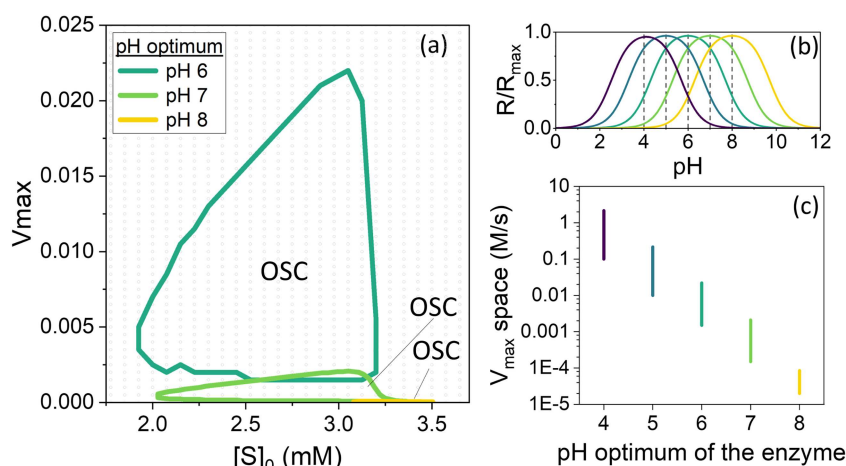 (a)
pH optimum
pH 6
pH 7
pH 8
OSC
OSC
OSC
Vmax
0.025
0.020
0.015
0.010
0.005
0.000
2.0 2.5 3.0 3.5
[S]₀ (mM)
(b)
R/Rmax
1.0
0.5
0.0
0 2 4 6 8 10 12
pH
(c)
Vmax space (M/s)
10
1
0.1
0.01
0.001
1E-4
1E-5
4 5 6 7 8
pH optimum of the enzyme